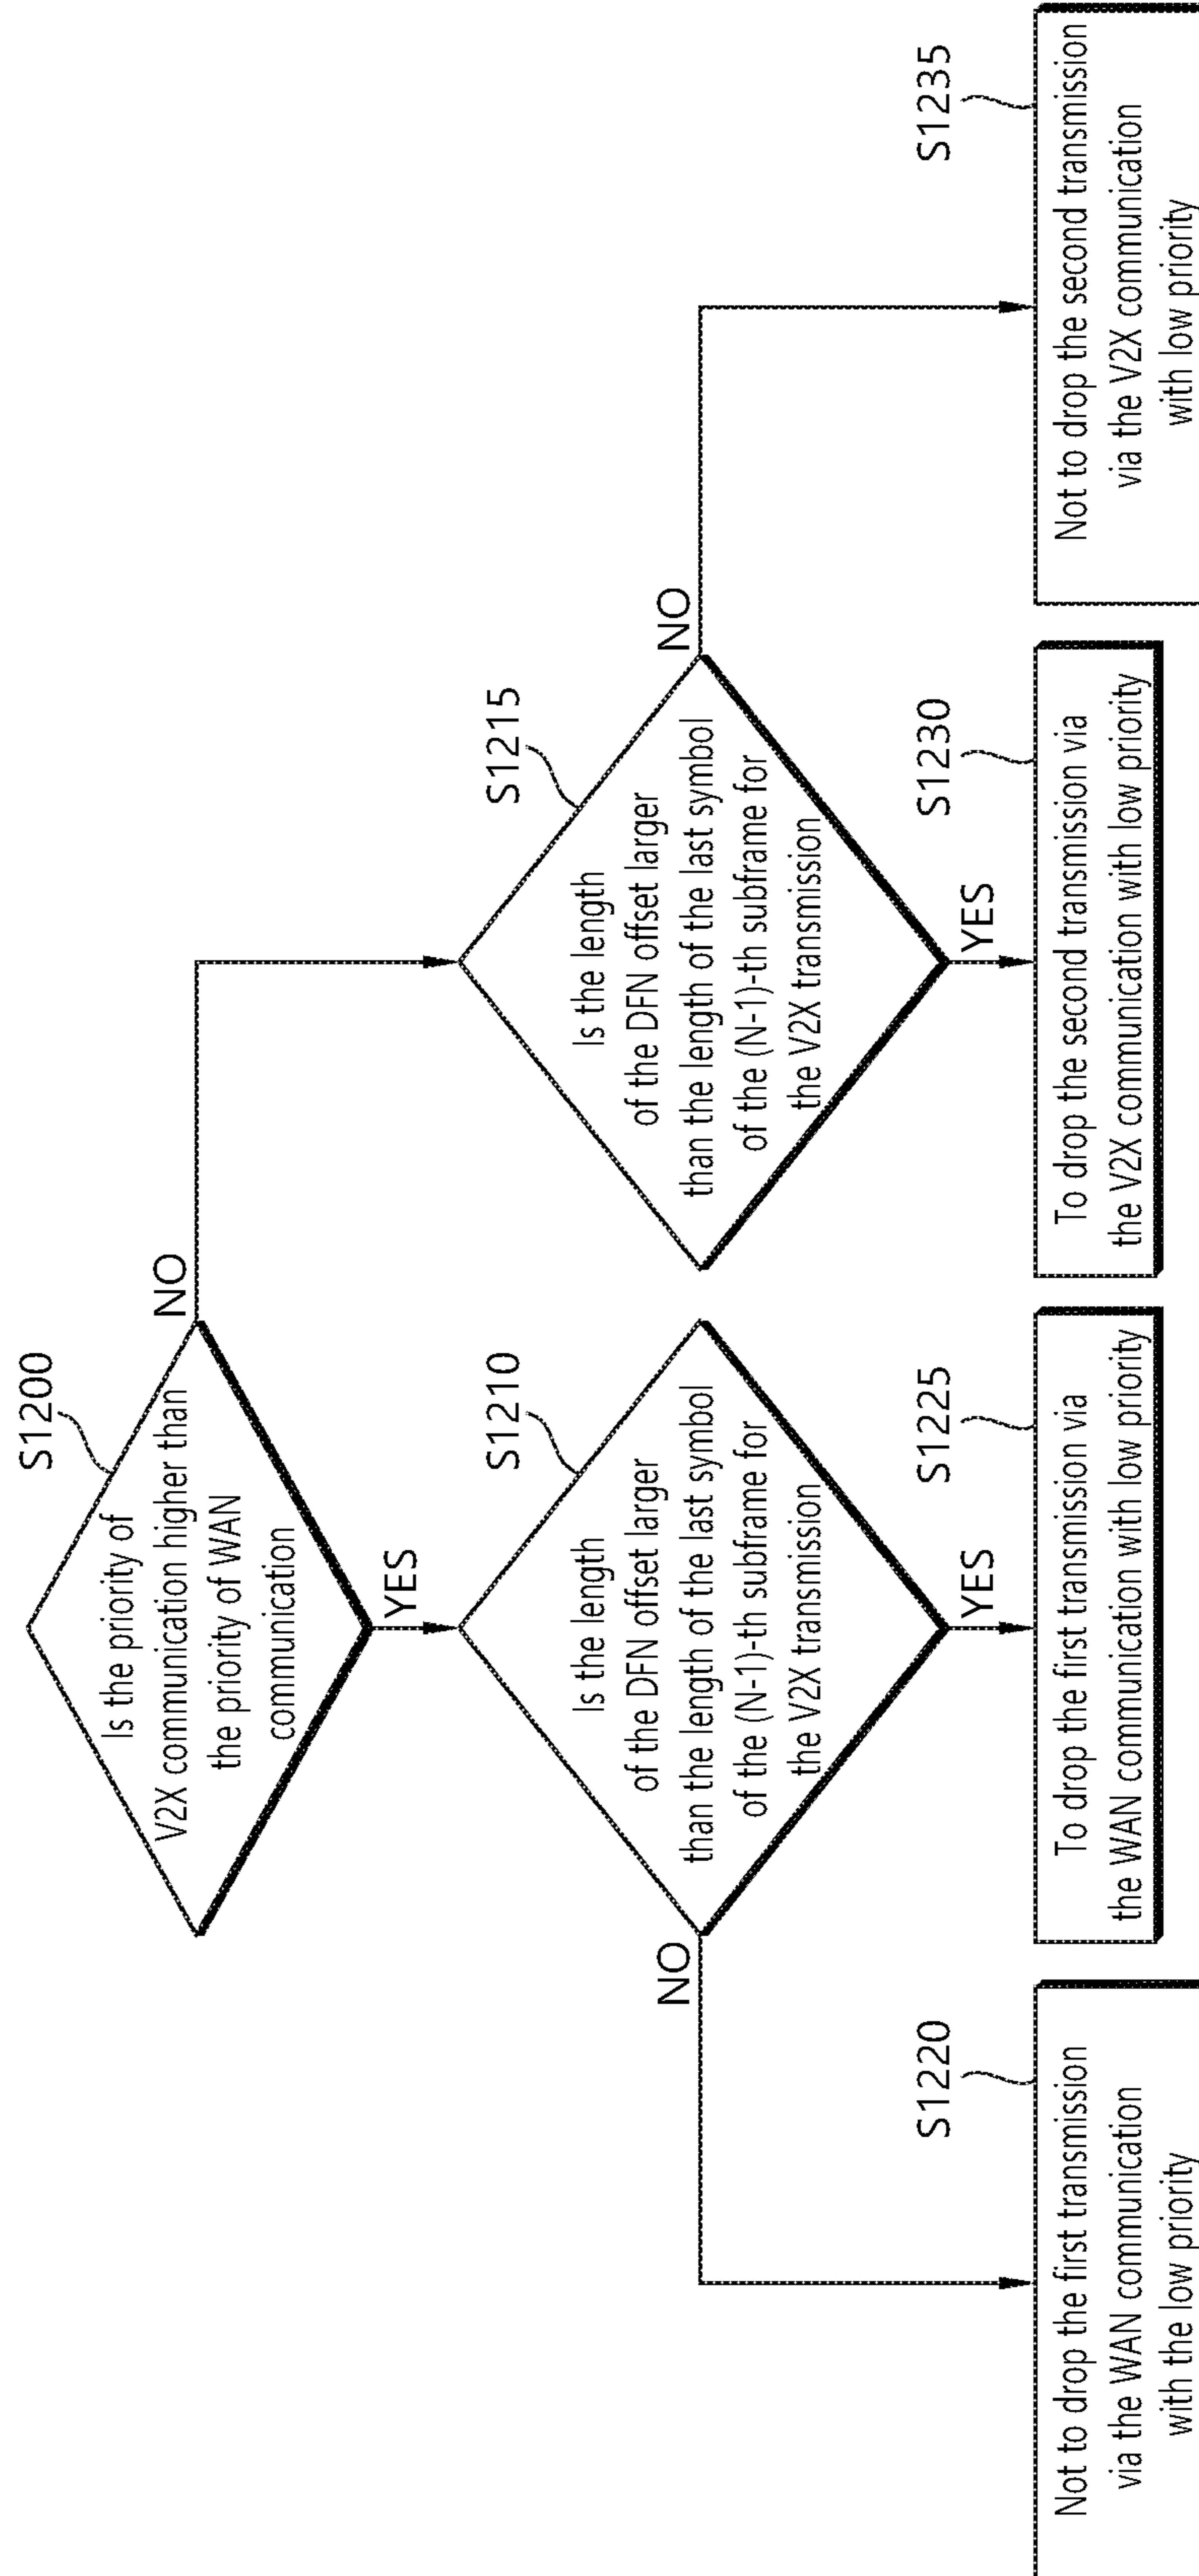 S1200
Is the priority of
V2X communication higher than
the priority of WAN
communication
NO
YES
S1210
Is the length
of the DFN offset larger
than the length of the last symbol
of the (N-1)-th subframe for
the V2X transmission
NO
YES
S1215
Is the length
of the DFN offset larger
than the length of the last symbol
of the (N-1)-th subframe for
the V2X transmission
NO
YES
S1220
Not to drop the first transmission
via the WAN communication
with the low priority
S1225
To drop the first transmission via
the WAN communication with low priority
S1230
To drop the second transmission via
the V2X communication with low priority
S1235
Not to drop the second transmission
via the V2X communication
with low priority